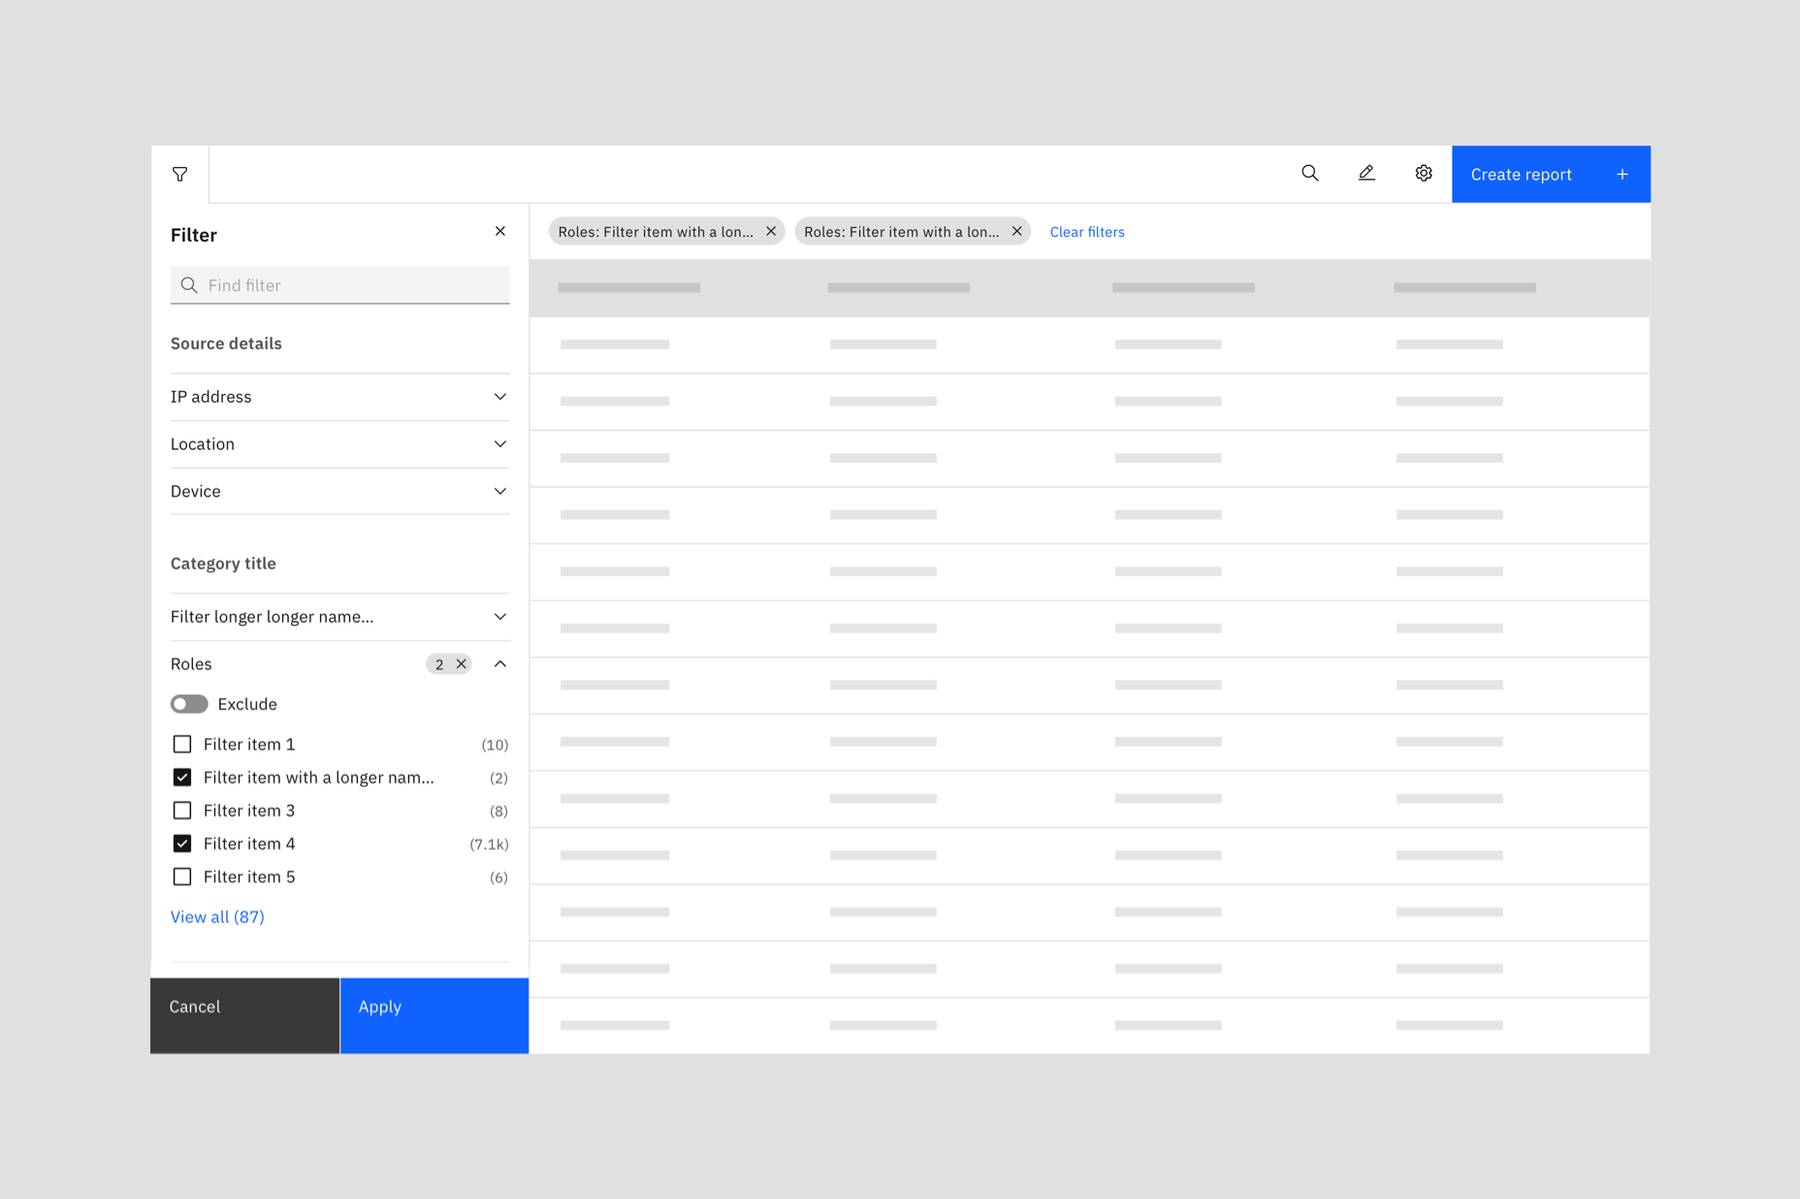 Create report
Filter
Roles: Filter item with a lon...
Roles: Filter item with a lon...
Clear filters
Find filter
Source details
IP address
Location
Device
Category title
Filter longer longer name...
Roles
2
Exclude
Filter item 1 (10)
Filter item with a longer nam... (2)
Filter item 3 (8)
Filter item 4 (7.1k)
Filter item 5 (6)
View all (87)
Cancel
Apply